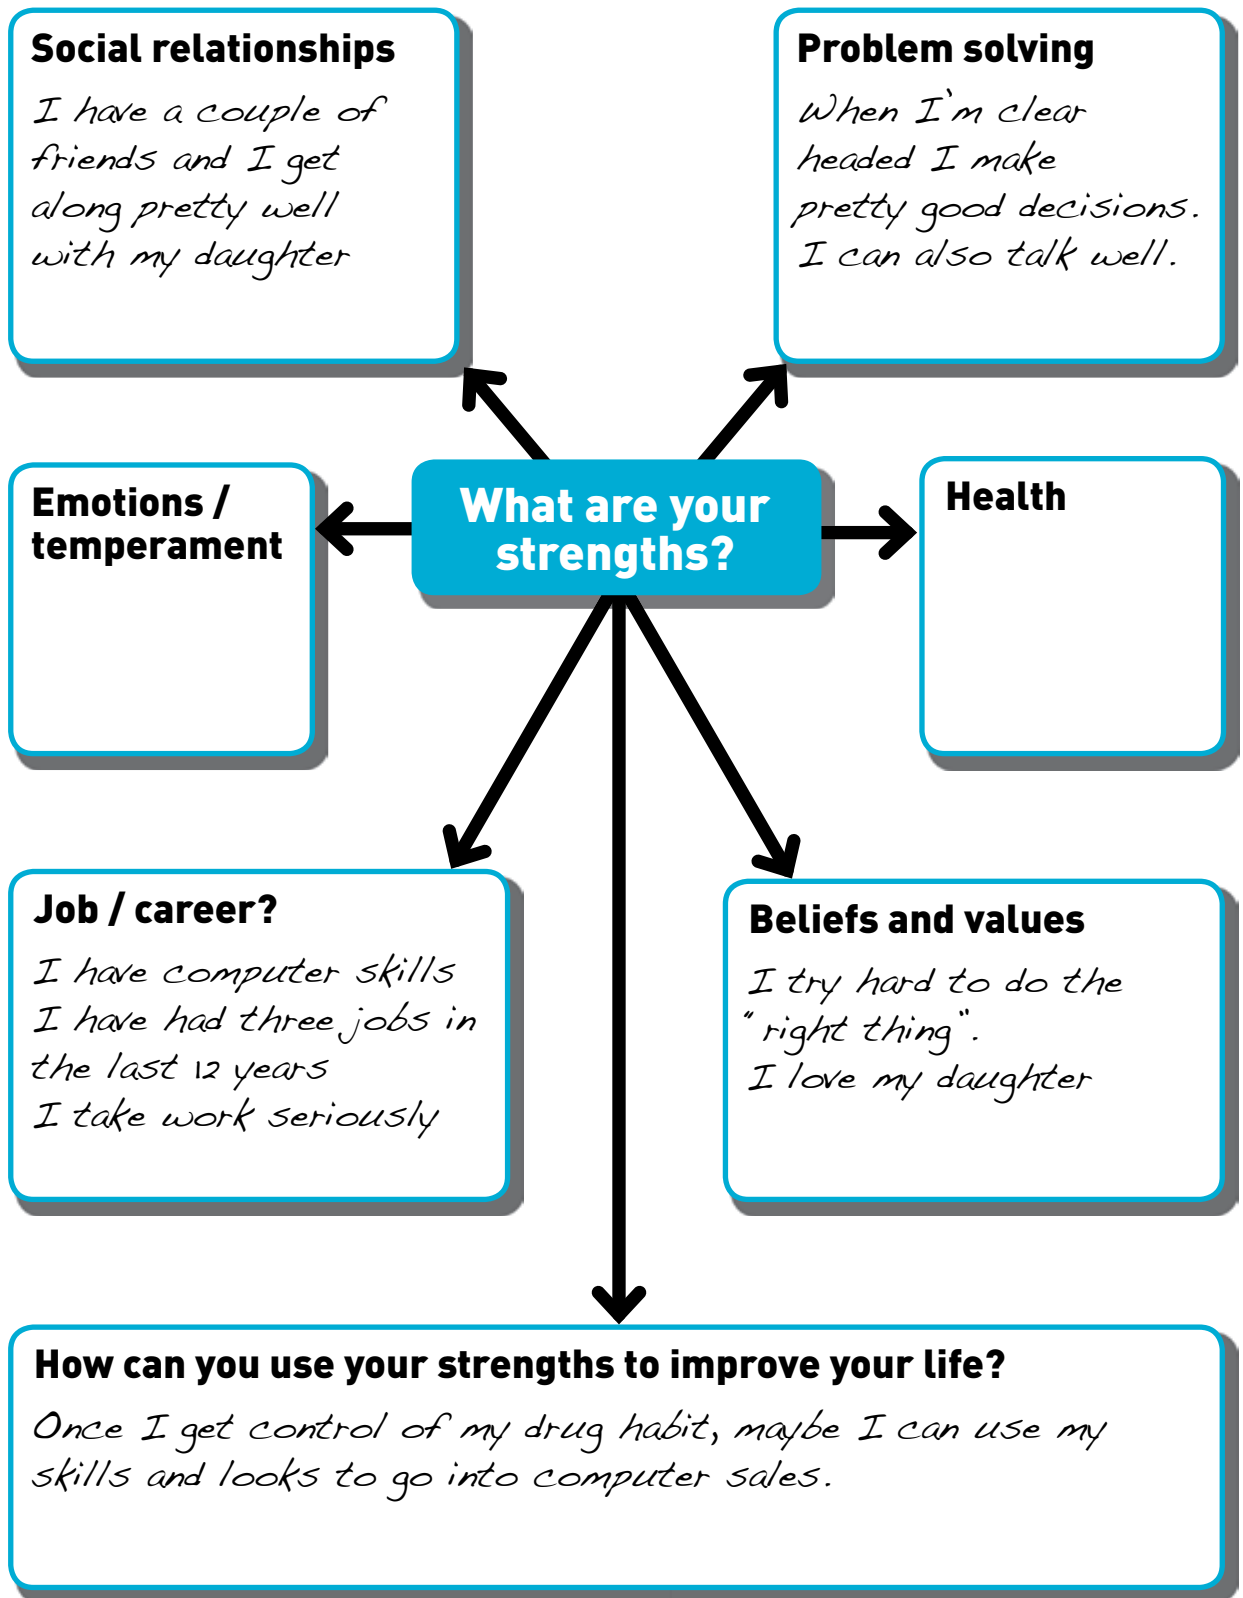 Social relationships
I have a couple of
friends and I get
along pretty well
with my daughter
Problem solving
When I'm clear
headed I make
pretty good decisions.
I can also talk well.
Emotions /
temperament
What are your
strengths?
Health
Job / career?
I have computer skills
I have had three jobs in
the last 12 years
I take work seriously
Beliefs and values
I try hard to do the
"right thing".
I love my daughter
How can you use your strengths to improve your life?
Once I get control of my drug habit, maybe I can use my
skills and looks to go into computer sales.